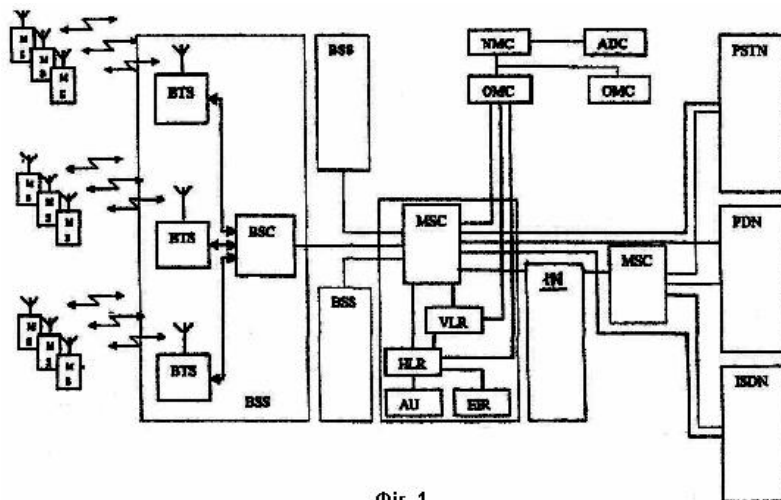 M
S
M
S
M
S
BTS
M
S
M
S
M
S
BTS
M
S
M
S
M
S
BTS
BSC
BSS
BSS
BSS
NMC
ADC
OMC
OMC
MSC
VLR
HLR
AU
EIR
IN
MSC
PSTN
PDN
ISDN
Фіг. 1